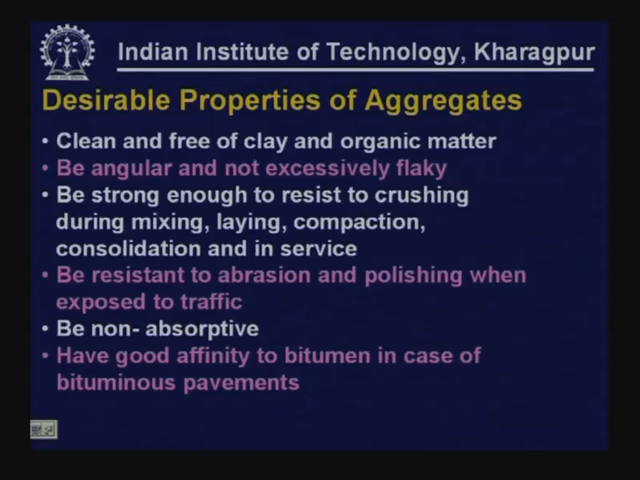 Indian Institute of Technology, Kharagpur
Desirable Properties of Aggregates
• Clean and free of clay and organic matter
• Be angular and not excessively flaky
• Be strong enough to resist to crushing
during mixing, laying, compaction,
consolidation and in service
• Be resistant to abrasion and polishing when
exposed to traffic
• Be non- absorptive
• Have good affinity to bitumen in case of
bituminous pavements